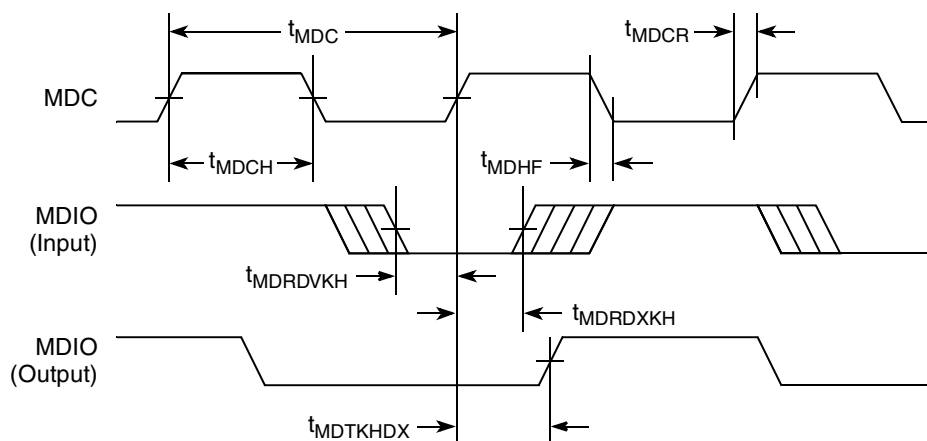 tMDC
tMDCR
MDC
tMDCH
tMDHF
MDIO
(Input)
tMDRDVKH
tMDRDXKH
MDIO
(Output)
tMDTKHDX